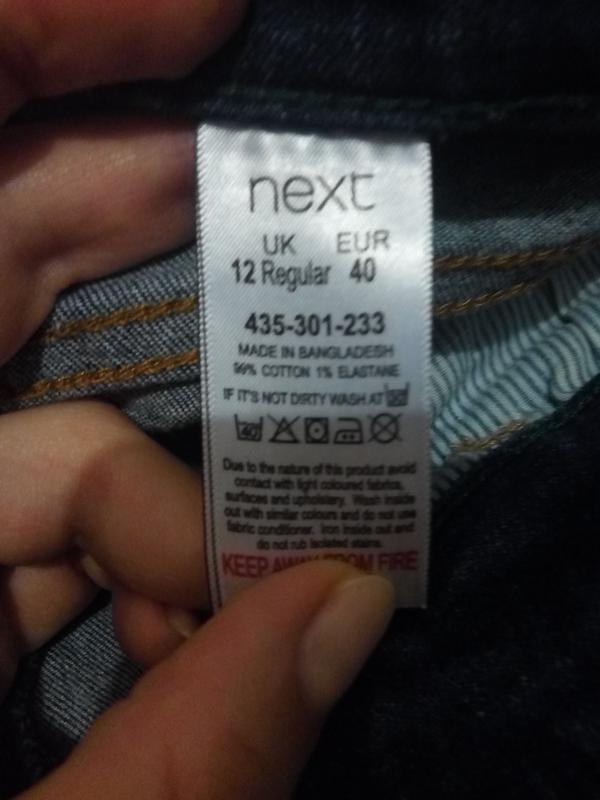 next
UK EUR
12 Regular 40
435-301-233
MADE IN BANGLADESH
99% COTTON 1% ELASTANE
IF IT'S NOT DIRTY WASH AT
40
Due to the nature of this product avoid
contact with light coloured fabrics,
surfaces and upholstery. Wash inside
out with similar colours and do not use
fabric conditioner. Iron inside out and
do not rub isolated stains.
KEEP AWAY FROM FIRE